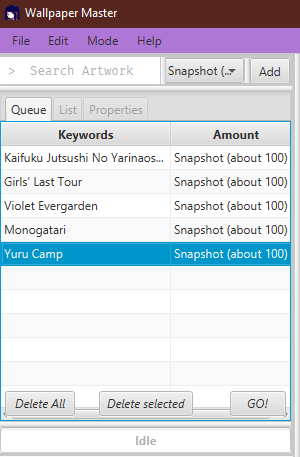 Wallpaper Master
File Edit Mode Help
> Search Artwork Snapshot (... Add
Queue List Properties
Keywords Amount
Kaifuku Jutsushi No Yarinaos... Snapshot (about 100)
Girls' Last Tour Snapshot (about 100)
Violet Evergarden Snapshot (about 100)
Monogatari Snapshot (about 100)
Yuru Camp Snapshot (about 100)
Delete All Delete selected GO!
Idle